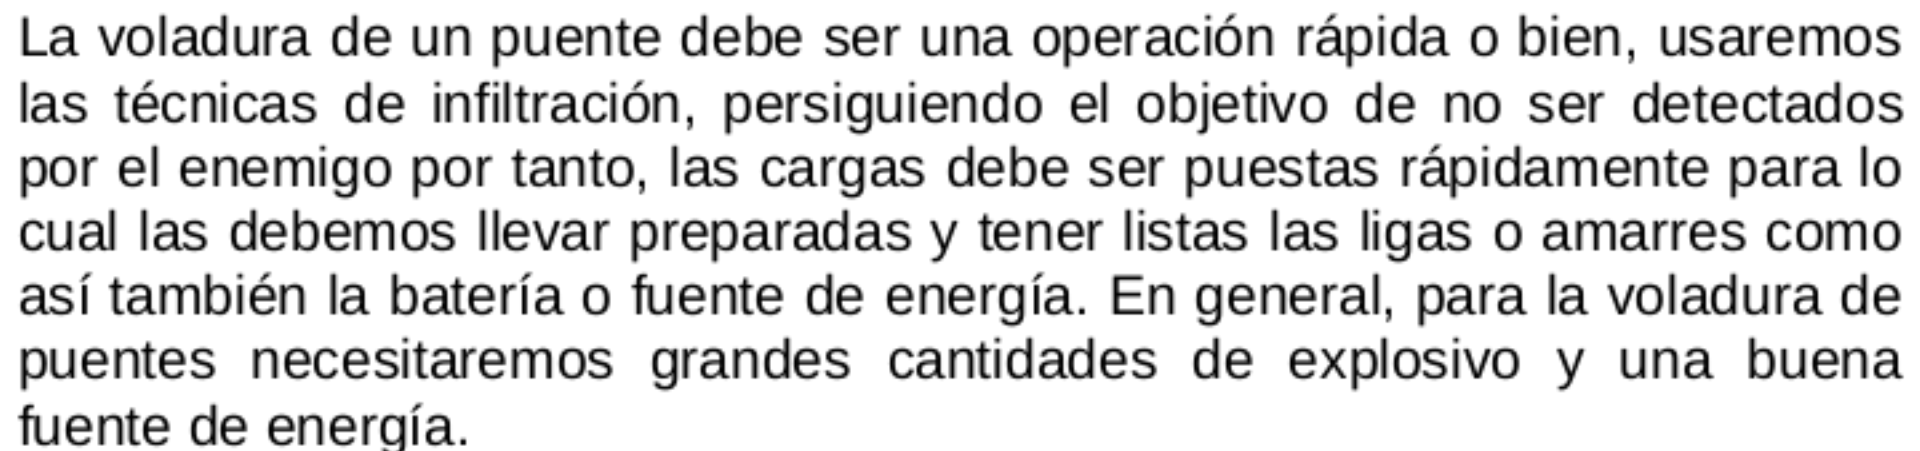 La voladura de un puente debe ser una operación rápida o bien, usaremos
las técnicas de infiltración, persiguiendo el objetivo de no ser detectados
por el enemigo por tanto, las cargas debe ser puestas rápidamente para lo
cual las debemos llevar preparadas y tener listas las ligas o amarres como
así también la batería o fuente de energía. En general, para la voladura de
puentes necesitaremos grandes cantidades de explosivo y una buena
fuente de energía.